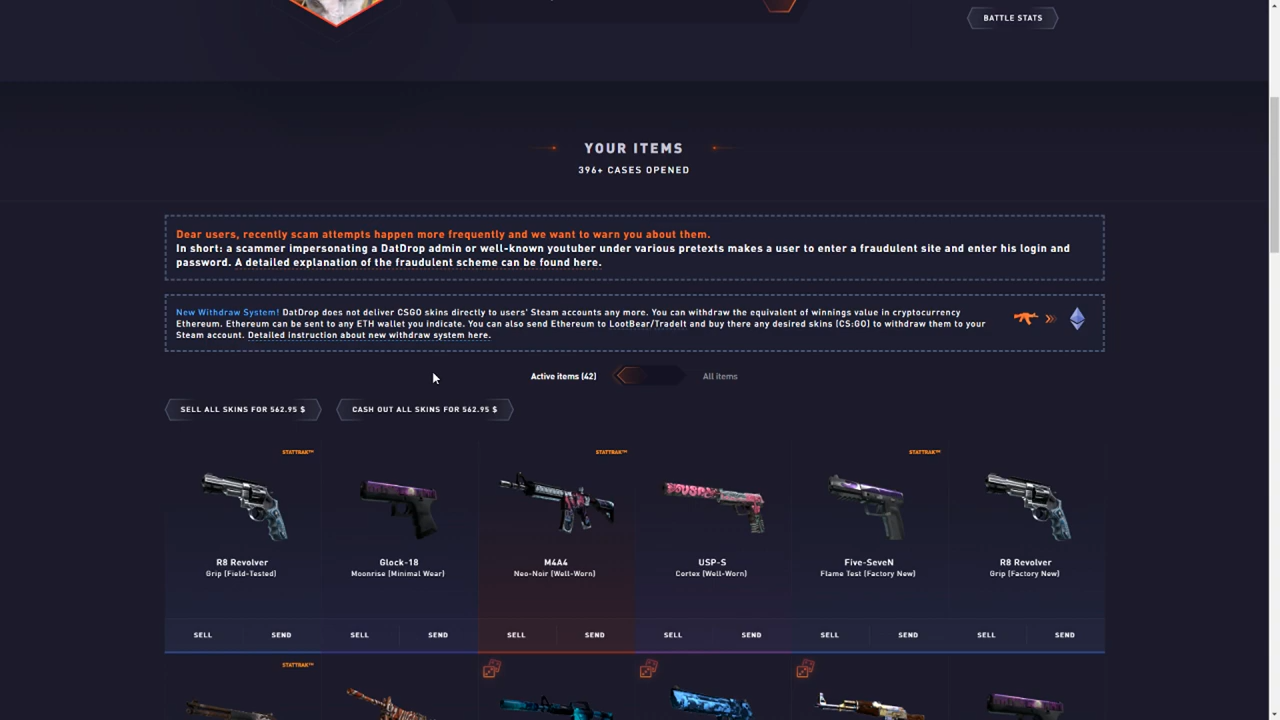 BATTLE STATS
YOUR ITEMS
396+ CASES OPENED
Dear users, recently scam attempts happen more frequently and we want to warn you about them.
In short: a scammer impersonating a DatDrop admin or well-known youtuber under various pretexts makes a user to enter a fraudulent site and enter his login and
password. A detailed explanation of the fraudulent scheme can be found here.
New Withdraw System! DatDrop does not deliver CSGO skins directly to users' Steam accounts any more. You can withdraw the equivalent of winnings value in cryptocurrency
Ethereum. Ethereum can be sent to any ETH wallet you indicate. You can also send Ethereum to LootBear/TradeIt and buy there any desired skins (CS:GO) to withdraw them to your
Steam account. Detailed instruction about new withdraw system here.
Active items (42) All items
SELL ALL SKINS FOR 562.95 $ CASH OUT ALL SKINS FOR 562.95 $
STATTRAK™ STATTRAK™ STATTRAK™
R8 Revolver Glock-18 M4A4 USP-S Five-SeveN R8 Revolver
Grip (Field-Tested) Moonrise (Minimal Wear) Neo-Noir (Well-Worn) Cortex (Well-Worn) Flame Test (Factory New) Grip (Factory New)
SELL SEND SELL SEND SELL SEND SELL SEND SELL SEND SELL SEND
STATTRAK™